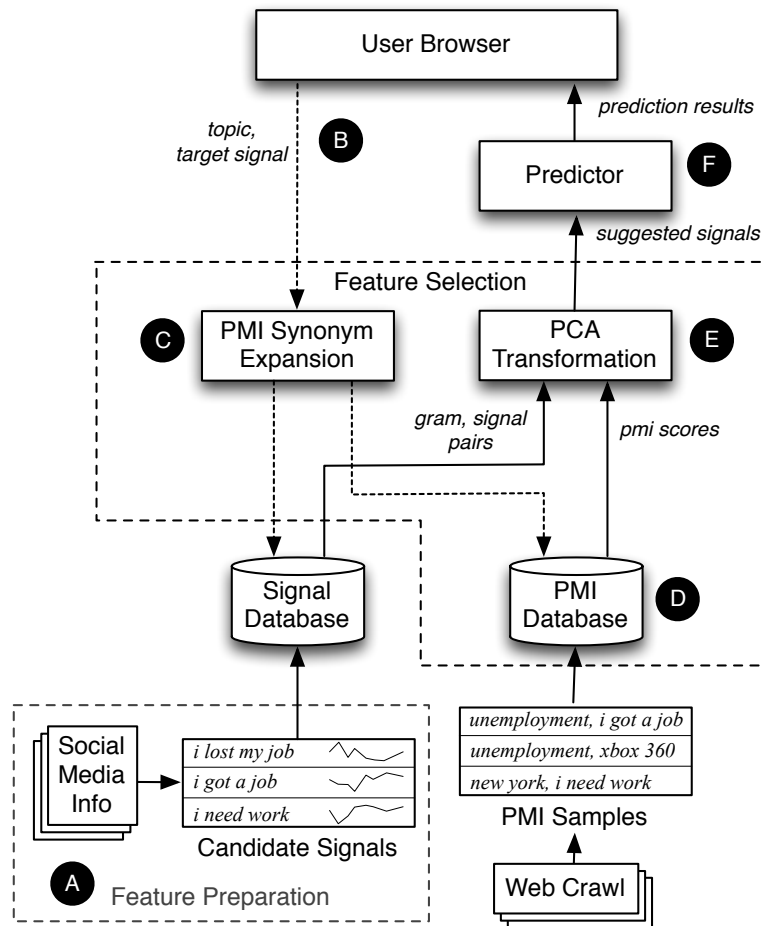 User Browser
topic,
target signal
B
prediction results
Predictor
F
suggested signals
Feature Selection
C
PMI Synonym
Expansion
PCA
Transformation
E
gram, signal
pairs
pmi scores
Signal
Database
PMI
Database
D
Social
Media
Info
i lost my job
i got a job
i need work
Candidate Signals
A
Feature Preparation
unemployment, i got a job
unemployment, xbox 360
new york, i need work
PMI Samples
Web Crawl